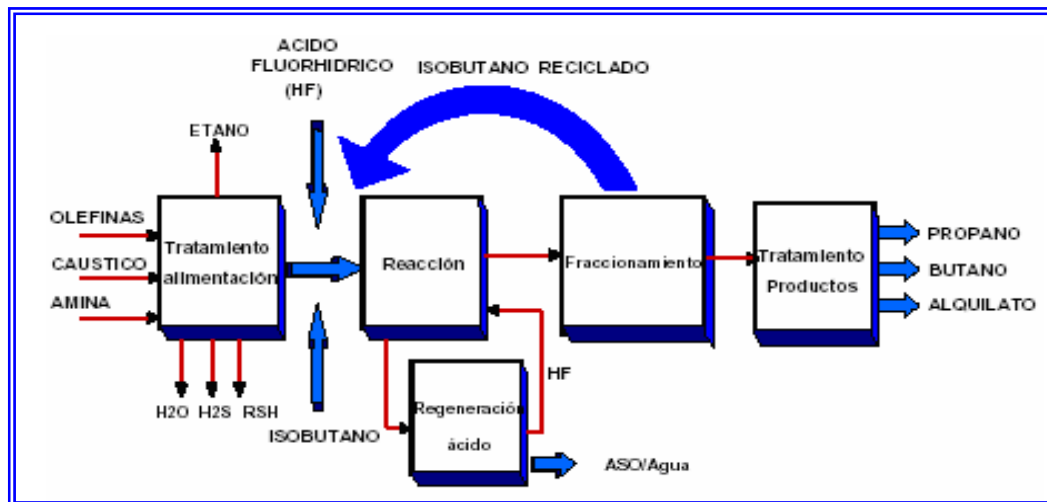 ACIDO
FLUORHIDRICO
(HF)
ISOBUTANO RECICLADO
ETANO
OLEFINAS
CAUSTICO
AMINA
Tratamiento
alimentación
Reacción
Fraccionamiento
Tratamiento
Productos
PROPANO
BUTANO
ALQUILATO
H2O H2S RSH
ISOBUTANO
HF
Regeneración
ácido
ASO/Agua